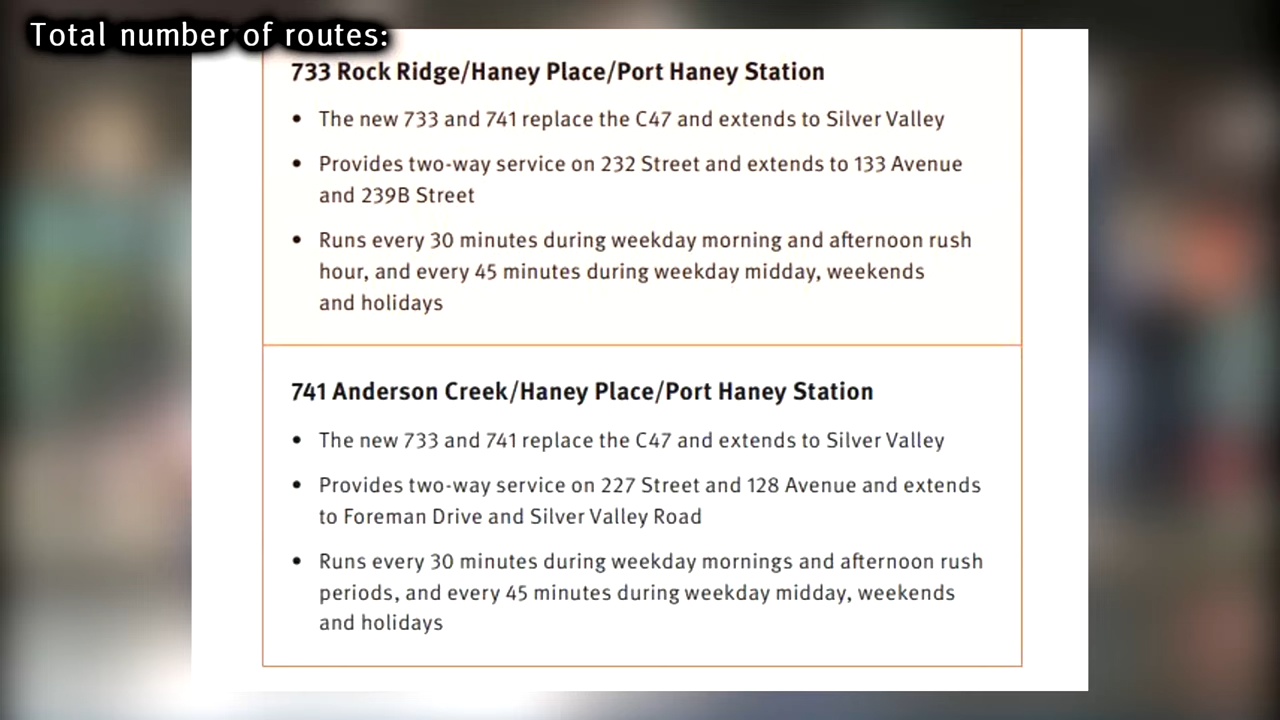 Total number of routes:
733 Rock Ridge/Haney Place/Port Haney Station
• The new 733 and 741 replace the C47 and extends to Silver Valley
• Provides two-way service on 232 Street and extends to 133 Avenue
and 239B Street
• Runs every 30 minutes during weekday morning and afternoon rush
hour, and every 45 minutes during weekday midday, weekends
and holidays
741 Anderson Creek/Haney Place/Port Haney Station
• The new 733 and 741 replace the C47 and extends to Silver Valley
• Provides two-way service on 227 Street and 128 Avenue and extends
to Foreman Drive and Silver Valley Road
• Runs every 30 minutes during weekday mornings and afternoon rush
periods, and every 45 minutes during weekday midday, weekends
and holidays